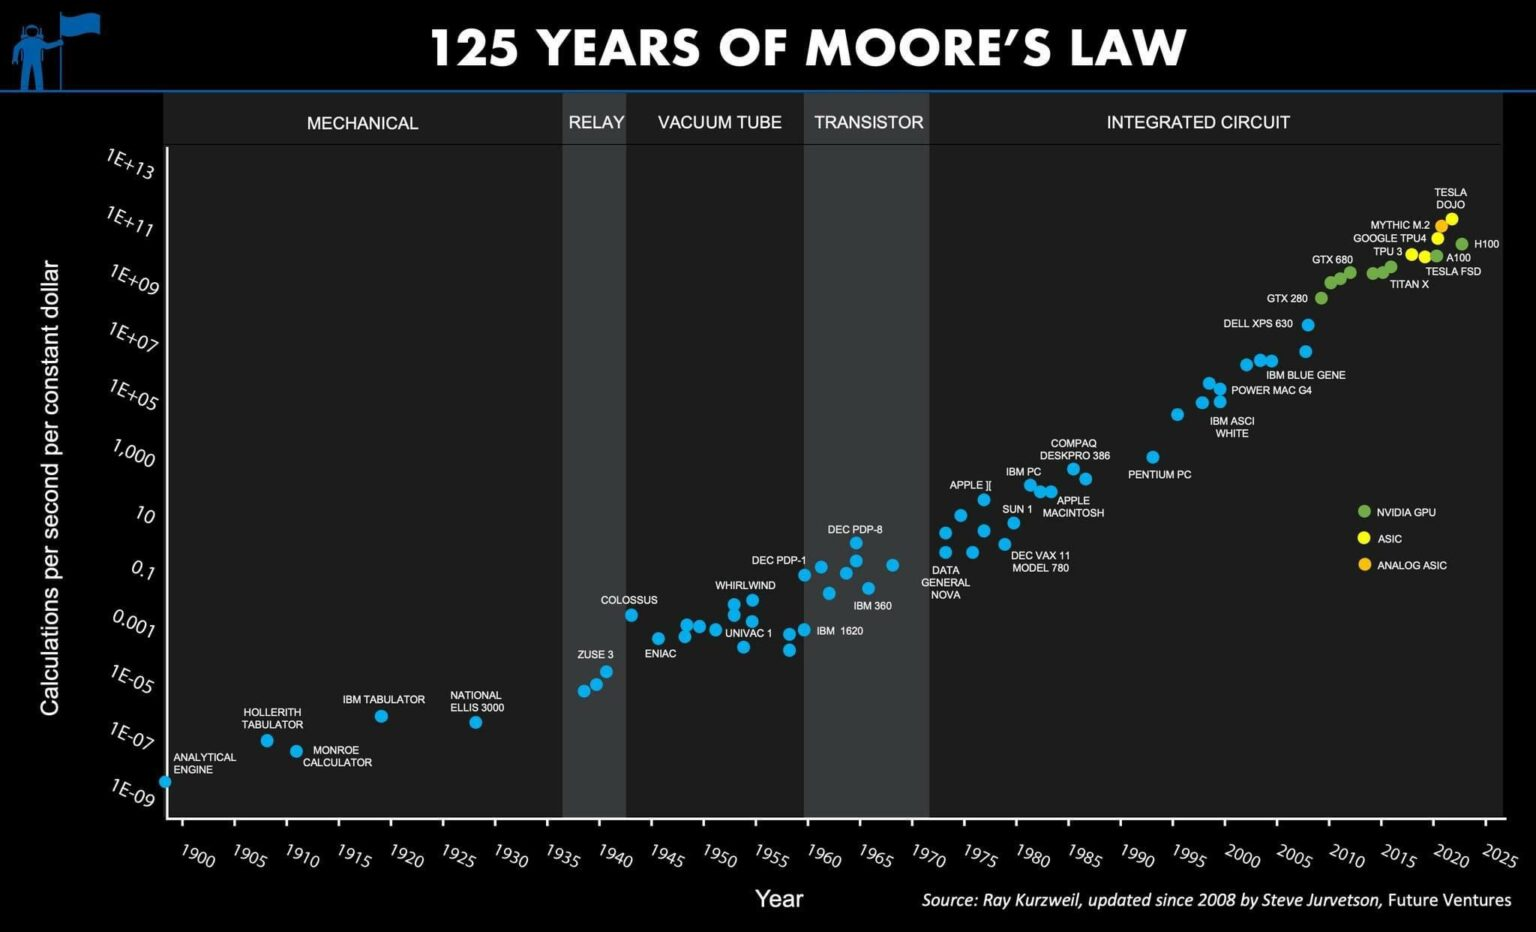 125 YEARS OF MOORE'S LAW
MECHANICAL
RELAY
VACUUM TUBE
TRANSISTOR
INTEGRATED CIRCUIT
Calculations per second per constant dollar
1E+13
1E+11
1E+09
1E+07
1E+05
1,000
10
0.1
0.001
1E-05
1E-07
1E-09
ANALYTICAL
ENGINE
HOLLERITH
TABULATOR
MONROE
CALCULATOR
IBM TABULATOR
NATIONAL
ELLIS 3000
ZUSE 3
COLOSSUS
ENIAC
WHIRLWIND
UNIVAC 1
IBM 1620
DEC PDP-1
DEC PDP-8
IBM 360
DATA
GENERAL
NOVA
APPLE ][
SUN 1
DEC VAX 11
MODEL 780
IBM PC
COMPAQ
DESKPRO 386
APPLE
MACINTOSH
PENTIUM PC
IBM ASCI
WHITE
POWER MAC G4
IBM BLUE GENE
DELL XPS 630
GTX 280
GTX 680
TITAN X
TPU 3
GOOGLE TPU4
MYTHIC M.2
TESLA
DOJO
H100
A100
TESLA FSD
NVIDIA GPU
ASIC
ANALOG ASIC
1900
1905
1910
1915
1920
1925
1930
1935
1940
1945
1950
1955
1960
1965
1970
1975
1980
1985
1990
1995
2000
2005
2010
2015
2020
2025
Year
Source: Ray Kurzweil, updated since 2008 by Steve Jurvetson, Future Ventures